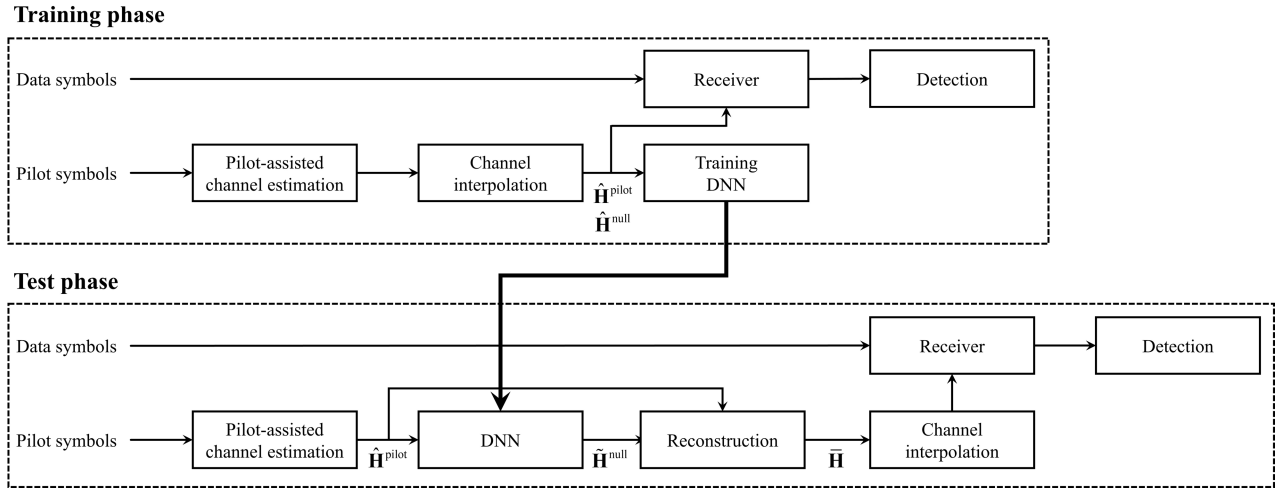 Training phase
Data symbols
Receiver
Detection
Pilot symbols
Pilot-assisted
channel estimation
Channel
interpolation
Ĥ^pilot
Ĥ^null
Training
DNN
Test phase
Data symbols
Receiver
Detection
Pilot symbols
Pilot-assisted
channel estimation
Ĥ^pilot
DNN
H̃^null
Reconstruction
H̄
Channel
interpolation